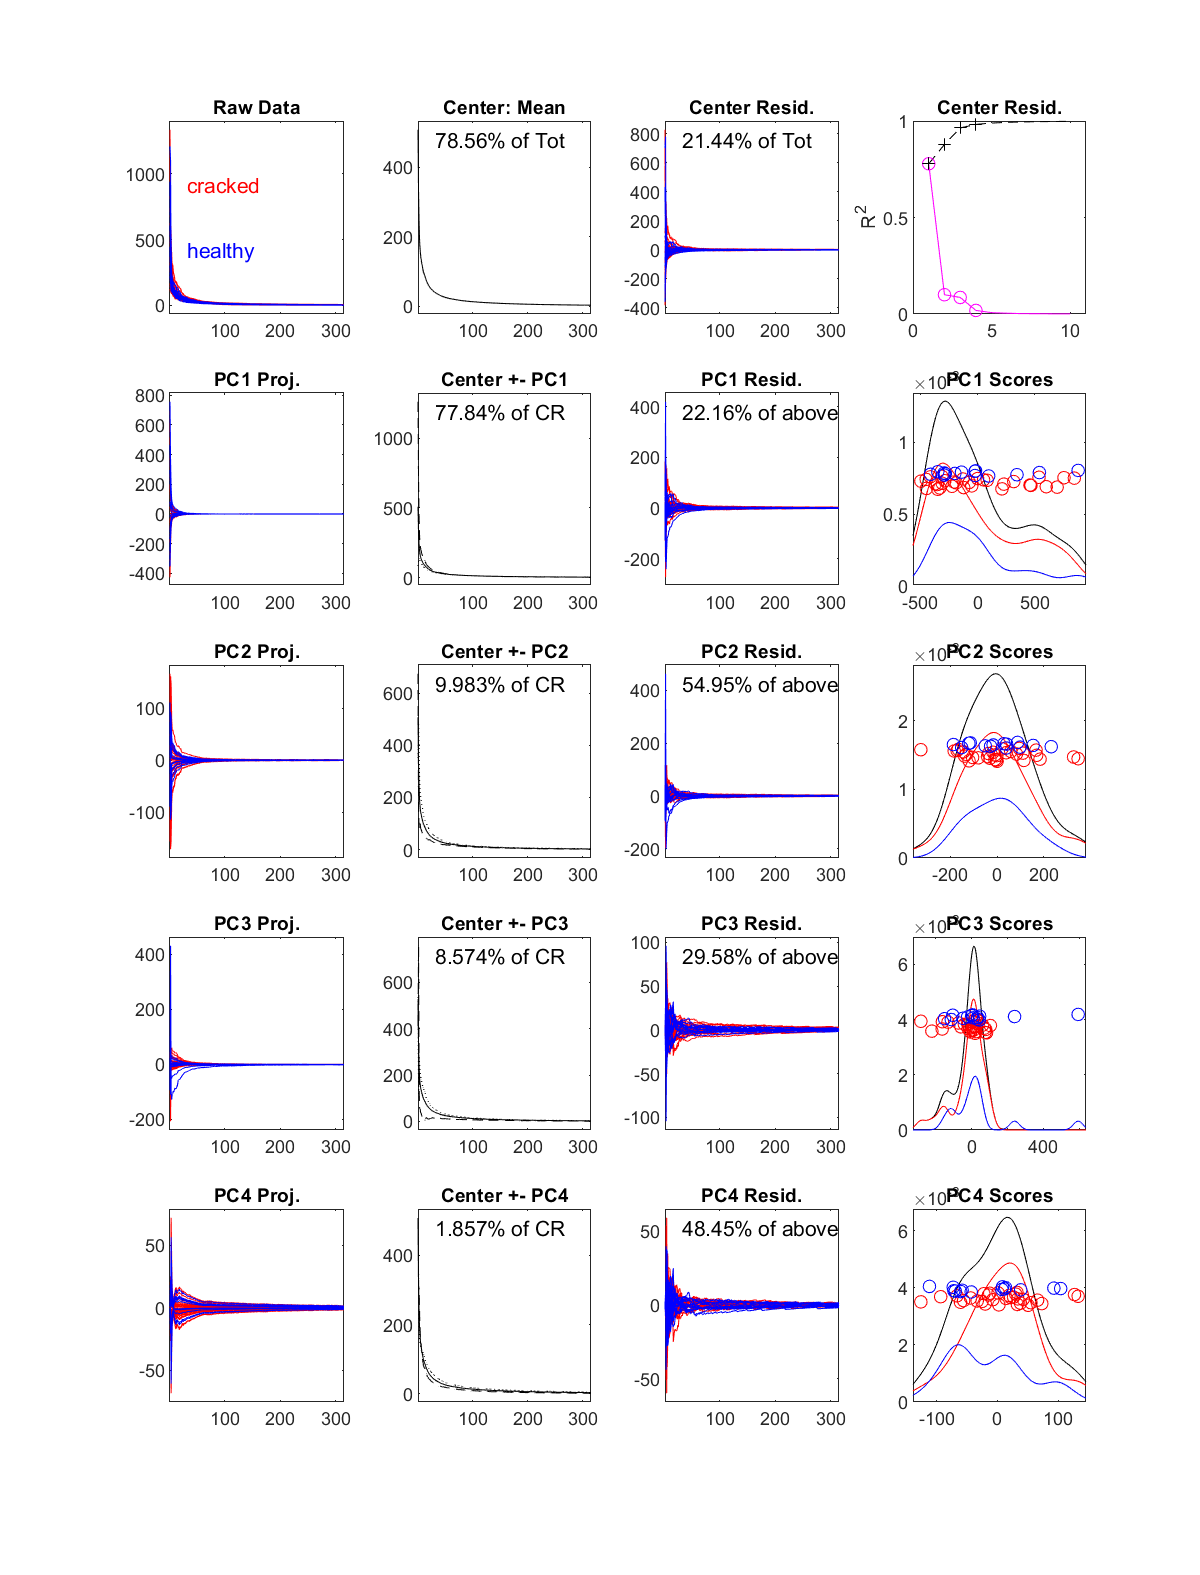 Raw Data
1000
500
0
100 200 300
cracked
healthy
Center: Mean
400
200
0
100 200 300
78.56% of Tot
Center Resid.
800
600
400
200
0
-200
-400
100 200 300
21.44% of Tot
Center Resid.
R2
1
0.5
0
0 5 10
PC1 Proj.
800
600
400
200
0
-200
-400
100 200 300
Center +- PC1
1000
500
0
100 200 300
77.84% of CR
PC1 Resid.
400
200
0
-200
100 200 300
22.16% of above
PC1 Scores
×10
1
0.5
0
-500 0 500
PC2 Proj.
100
0
-100
100 200 300
Center +- PC2
600
400
200
0
100 200 300
9.983% of CR
PC2 Resid.
400
200
0
-200
100 200 300
54.95% of above
PC2 Scores
×10
2
1
0
-200 0 200
PC3 Proj.
400
200
0
-200
100 200 300
Center +- PC3
600
400
200
0
100 200 300
8.574% of CR
PC3 Resid.
100
50
0
-50
-100
100 200 300
29.58% of above
PC3 Scores
×10
6
4
2
0
0 400
PC4 Proj.
50
0
-50
100 200 300
Center +- PC4
400
200
0
100 200 300
1.857% of CR
PC4 Resid.
50
0
-50
100 200 300
48.45% of above
PC4 Scores
×10
6
4
2
0
-100 0 100